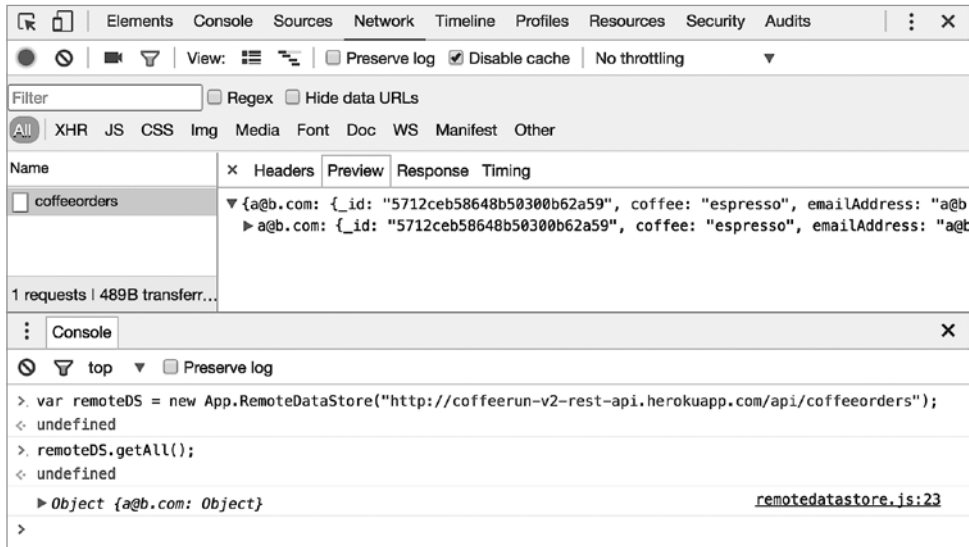 Elements Console Sources Network Timeline Profiles Resources Security Audits
View: Preserve log Disable cache No throttling
Filter Regex Hide data URLs
All XHR JS CSS Img Media Font Doc WS Manifest Other
Name
× Headers Preview Response Timing
coffeeorders
▼{a@b.com: {_id: "5712ceb58648b50300b62a59", coffee: "espresso", emailAddress: "a@b
▶a@b.com: {_id: "5712ceb58648b50300b62a59", coffee: "espresso", emailAddress: "a@b
1 requests | 489B transferr...
Console
top ▼ Preserve log
> var remoteDS = new App.RemoteDataStore("http://coffeerun-v2-rest-api.herokuapp.com/api/coffeeorders");
< undefined
> remoteDS.getAll();
< undefined
▶Object {a@b.com: Object} remotedatastore.js:23
>